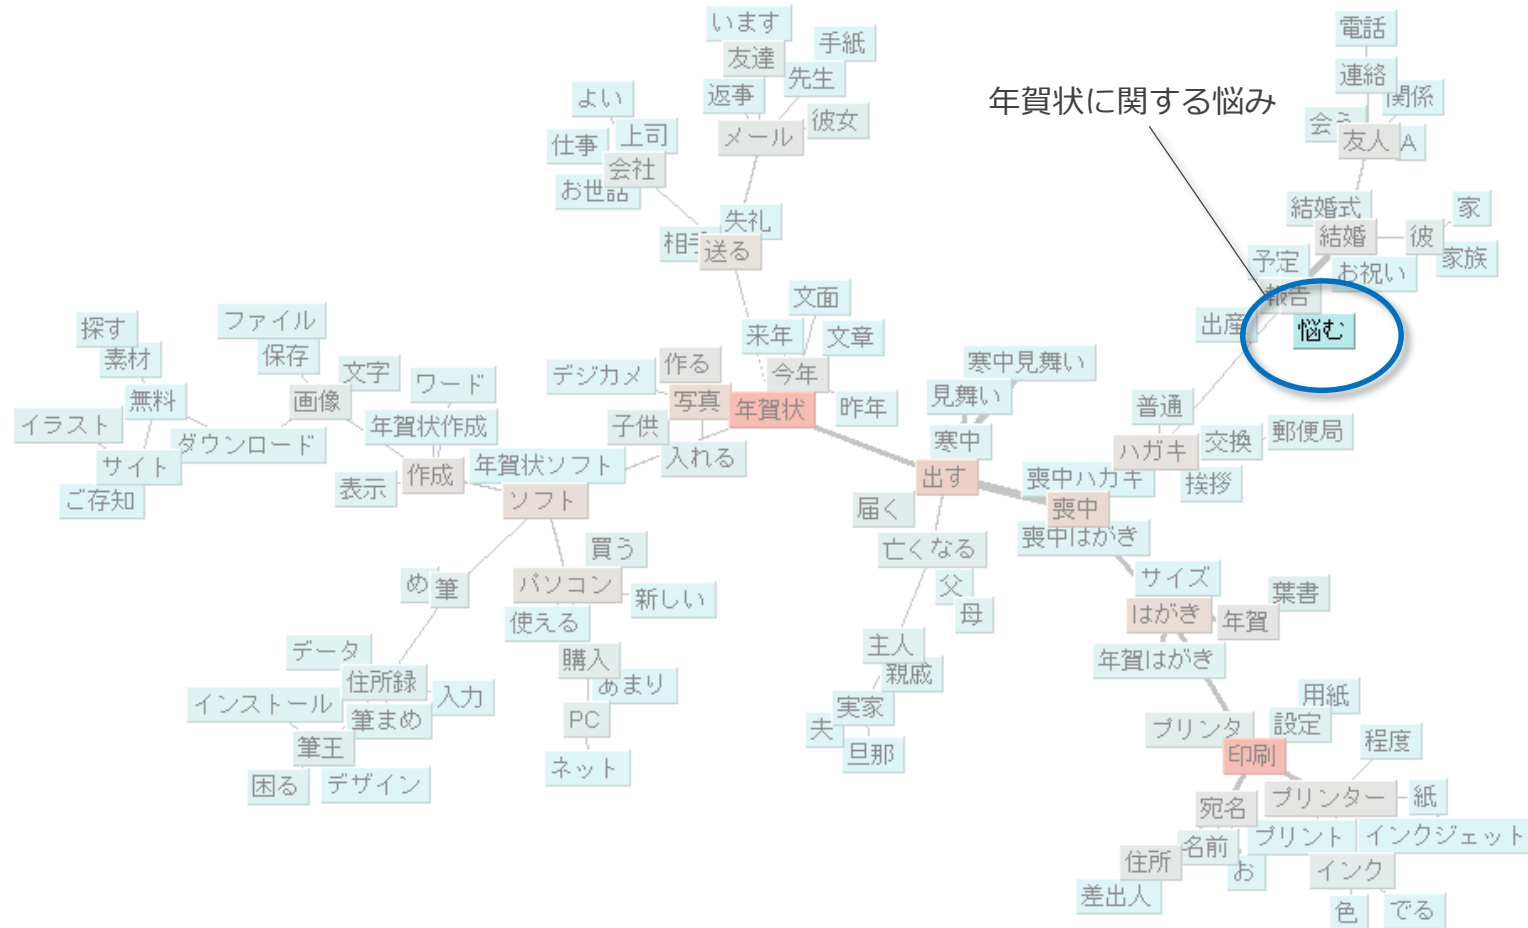 います
友達
手紙
先生
返事
メール
彼女
よい
上司
仕事
会社
お世話
失礼
相手
送る
年賀状に関する悩み
電話
連絡
関係
会う
友人
A
結婚式
結婚
彼
家
家族
お祝い
予定
報告
出産
悩む
文面
来年
文章
今年
昨年
作る
デジカメ
写真
年賀状
子供
入れる
寒中見舞い
見舞い
寒中
出す
普通
ハガキ
交換
郵便局
挨拶
喪中ハガキ
喪中
喪中はがき
届く
亡くなる
父
母
主人
親戚
実家
夫
旦那
サイズ
はがき
葉書
年賀
年賀はがき
用紙
設定
プリンタ
印刷
程度
プリンター
紙
宛名
プリント
インクジェット
名前
住所
お
インク
差出人
色
でる
ファイル
探す
保存
素材
文字
ワード
無料
画像
イラスト
年賀状作成
ダウンロード
サイト
年賀状ソフト
作成
表示
ご存知
ソフト
買う
め
筆
パソコン
新しい
使える
データ
購入
住所録
あまり
入力
インストール
筆まめ
PC
筆王
ネット
困る
デザイン